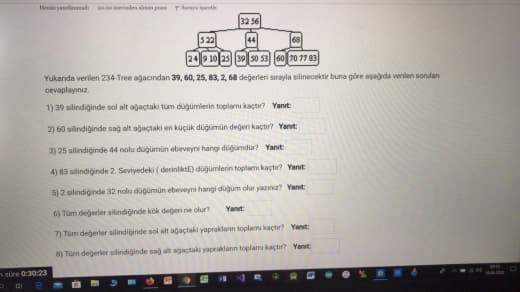 Henüz yanıtlanmadı 50,00 üzerinden alınan puan Soruyu işaretle
32 56
5 22 44 68
2 4 9 10 25 39 50 53 60 70 77 83
Yukarıda verilen 234-Tree ağacından 39, 60, 25, 83, 2, 68 değerleri sırayla silinecektir buna göre aşağıda verilen soruları
cevaplayınız.
1) 39 silindiğinde sol alt ağaçtaki tüm düğümlerin toplamı kaçtır? Yanıt:
2) 60 silindiğinde sağ alt ağaçtaki en küçük düğümün değeri kaçtır? Yanıt:
3) 25 silindiğinde 44 nolu düğümün ebeveyni hangi düğümdür? Yanıt:
4) 83 silindiğinde 2. Seviyedeki ( derinliktE) düğümlerin toplamı kaçtır? Yanıt:
5) 2 silindiğinde 32 nolu düğümün ebeveyni hangi düğüm olur yazınız? Yanıt:
6) Tüm değerler silindiğinde kök değeri ne olur? Yanıt:
7) Tüm değerler silindiğinde sol alt ağaçtaki yaprakların toplamı kaçtır? Yanıt:
8) Tüm değerler silindiğinde sağ alt ağaçtaki yaprakların toplamı kaçtır? Yanıt:
süre 0:30:23